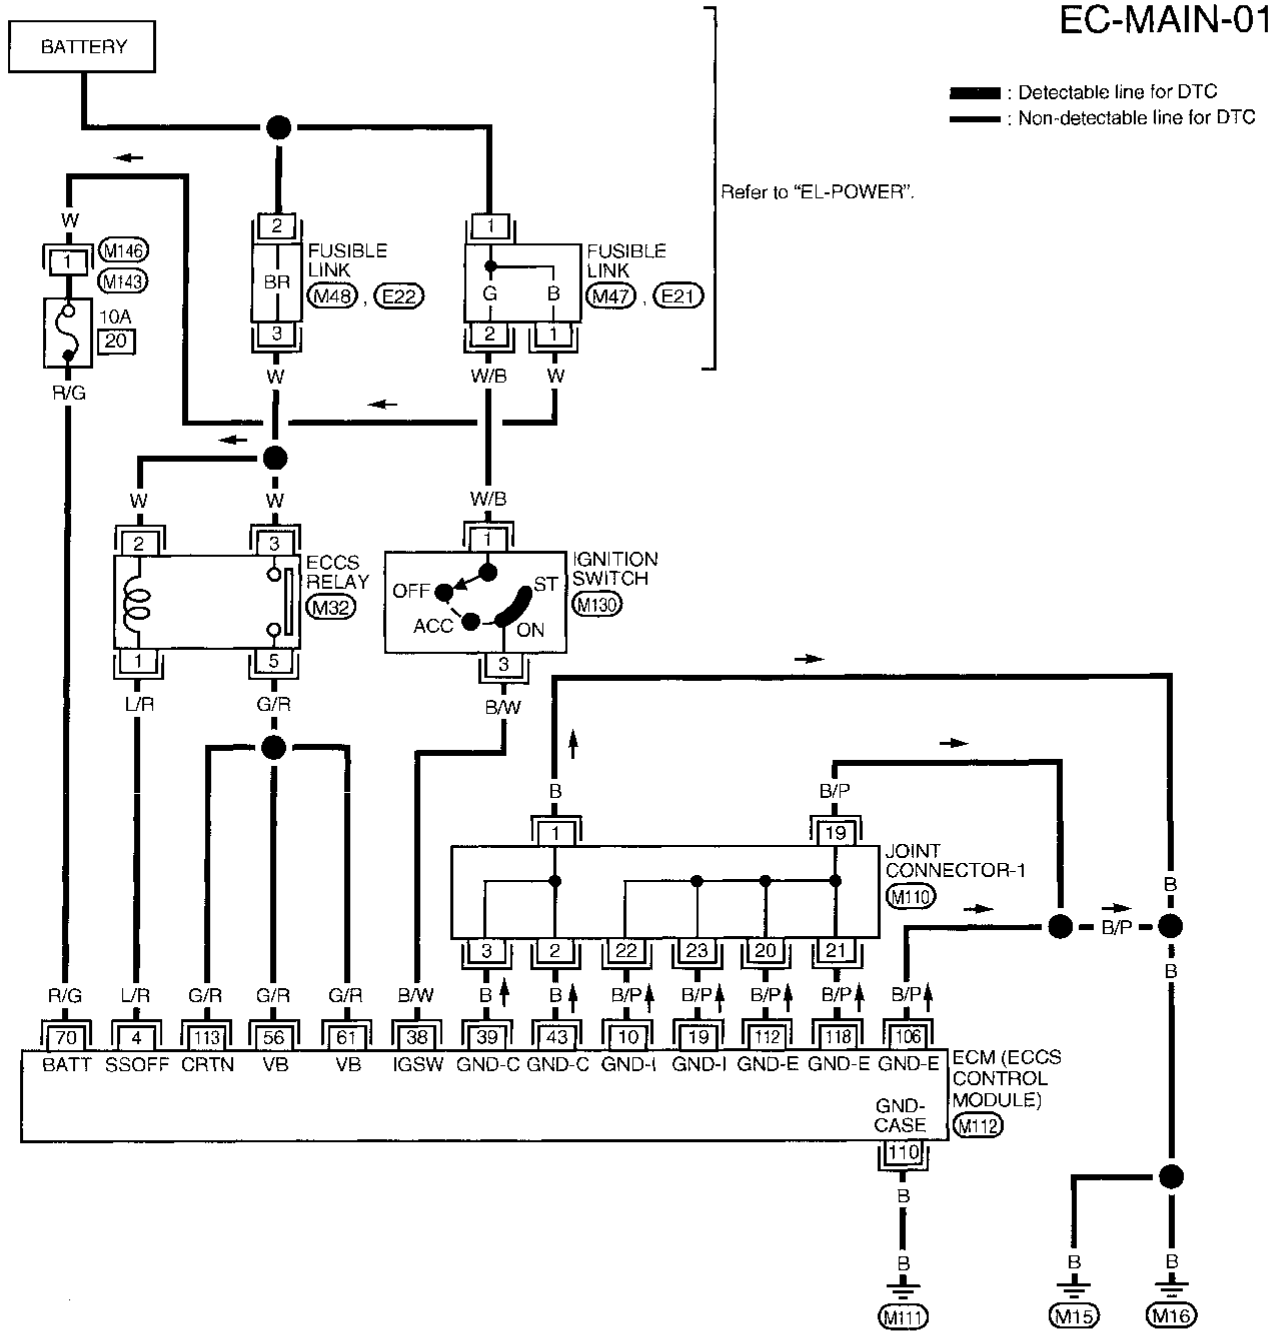 EC-MAIN-01
BATTERY
: Detectable line for DTC
: Non-detectable line for DTC
Refer to "EL-POWER".
W
1
M146
M143
10A
20
R/G
2
BR
3
FUSIBLE
LINK
M48 , E22
W
1
G B
2 1
FUSIBLE
LINK
M47 , E21
W/B W
W W
2 3
ECCS
RELAY
M32
1 5
L/R G/R
W/B
1
OFF
ACC
ST
ON
IGNITION
SWITCH
M130
3
B/W
B B/P
1 19
JOINT
CONNECTOR-1
M110
3 2 22 23 20 21
B
B/P
B
R/G L/R G/R G/R G/R B/W B B B/P B/P B/P B/P B/P
70 4 113 56 61 38 39 43 10 19 112 118 106
BATT SSOFF CRTN VB VB IGSW GND-C GND-C GND-I GND-I GND-E GND-E GND-E
ECM (ECCS
CONTROL
MODULE)
M112
GND-
CASE
110
B
B B B
M111 M15 M16